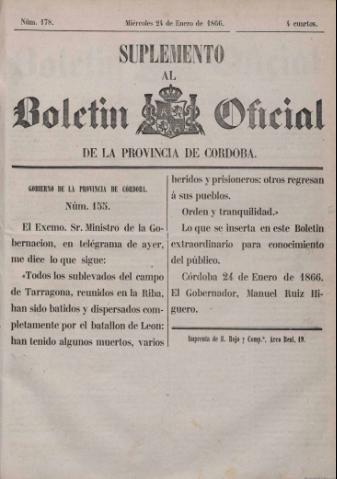 Núm. 178. Miércoles 24 de Enero de 1866. 4 cuartos.
SUPLEMENTO
AL
Boletin Oficial
DE LA PROVINCIA DE CORDOBA.
GOBIERNO DE LA PROVINCIA DE CÓRDOBA.
Núm. 155.
El Excmo. Sr. Ministro de la Go-
bernacion, en telégrama de ayer,
me dice lo que sigue:
«Todos los sublevados del campo
de Tarragona, reunidos en la Riba,
han sido batidos y dispersados com-
pletamente por el batallon de Leon:
han tenido algunos muertos, varios
heridos y prisioneros: otros regresan
á sus pueblos.
Orden y tranquilidad.»
Lo que se inserta en este Boletin
extraordinario para conocimiento
del público.
Córdoba 24 de Enero de 1866.
El Gobernador, Manuel Ruiz Hi-
guero.
Imprenta de R. Rojo y Comp.ª, Arco Real, 19.